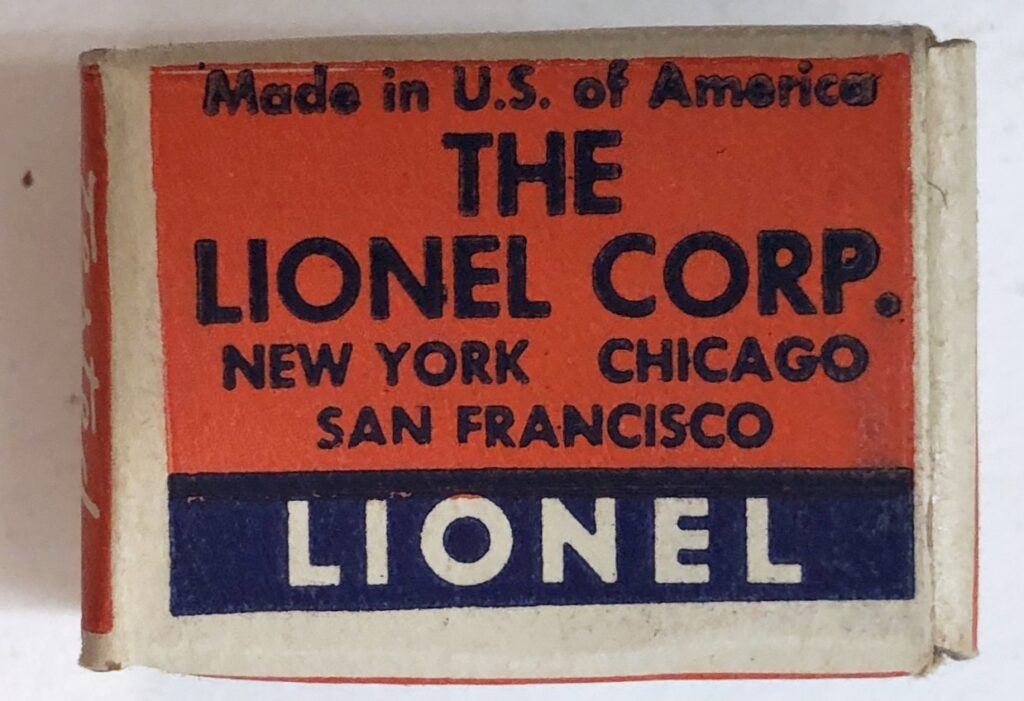 Made in U.S. of America
THE
LIONEL CORP.
NEW YORK CHICAGO
SAN FRANCISCO
LIONEL